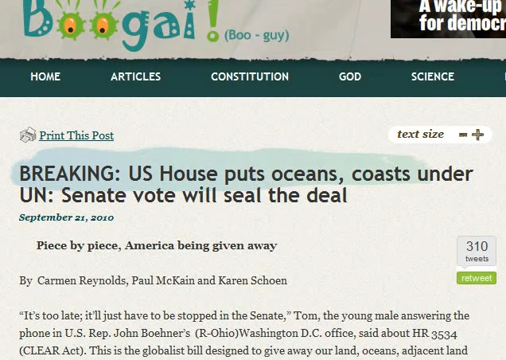 Boogai!
(Boo - guy)
A wake-up
for democr
HOME ARTICLES CONSTITUTION GOD SCIENCE
Print This Post
text size
BREAKING: US House puts oceans, coasts under
UN: Senate vote will seal the deal
September 21, 2010
Piece by piece, America being given away
310
tweets
retweet
By Carmen Reynolds, Paul McKain and Karen Schoen
“It’s too late; it’ll just have to be stopped in the Senate,” Tom, the young male answering the
phone in U.S. Rep. John Boehner’s (R-Ohio)Washington D.C. office, said about HR 3534
(CLEAR Act). This is the globalist bill designed to give away our land, oceans, adjacent land